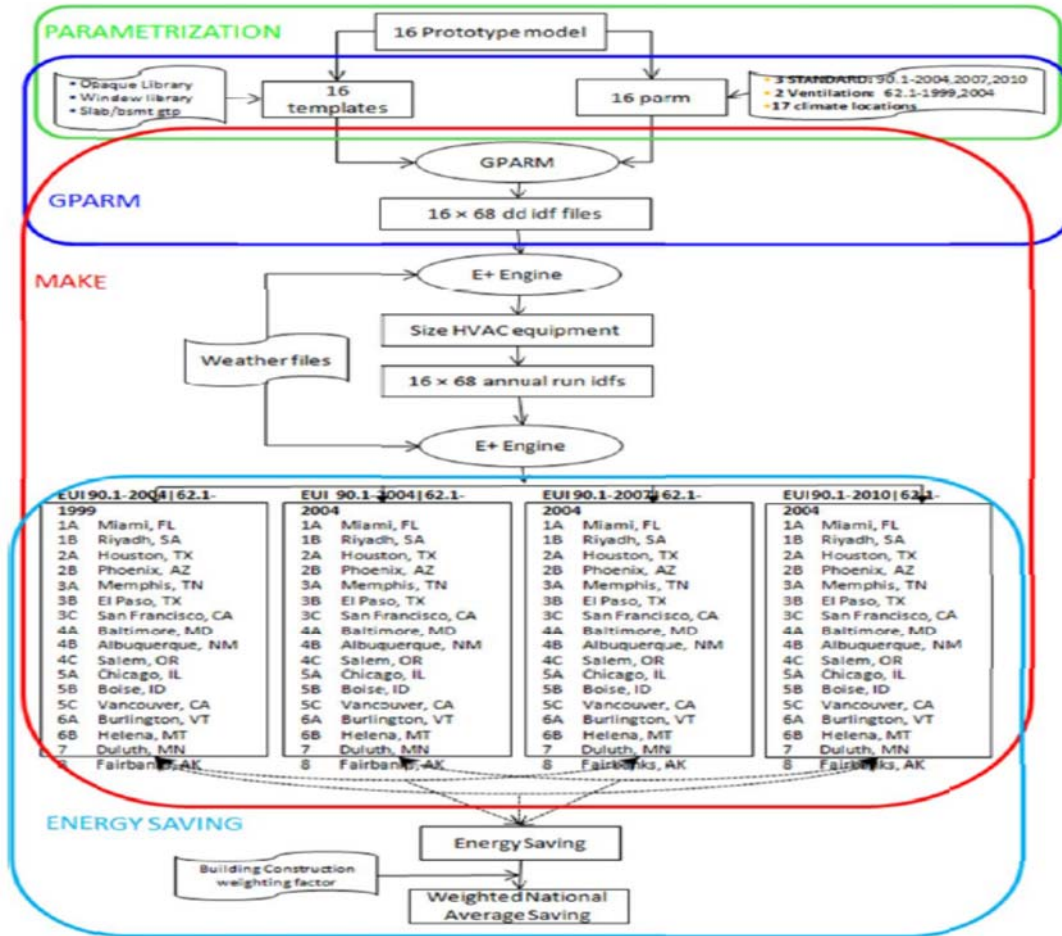 PARAMETRIZATION
16 Prototype model
• Opaque Library
• Window library
• Slab/bsmt gtp
16
templates
16 parm
• 3 STANDARD: 90.1-2004,2007,2010
• 2 Ventilation: 62.1-1999,2004
• 17 climate locations
GPARM
GPARM
16 × 68 dd idf files
E+ Engine
MAKE
Size HVAC equipment
Weather files
16 × 68 annual run idfs
E+ Engine
EUI 90.1-2004|62.1-
1999
1A Miami, FL
1B Riyadh, SA
2A Houston, TX
2B Phoenix, AZ
3A Memphis, TN
3B El Paso, TX
3C San Francisco, CA
4A Baltimore, MD
4B Albuquerque, NM
4C Salem, OR
5A Chicago, IL
5B Boise, ID
5C Vancouver, CA
6A Burlington, VT
6B Helena, MT
7 Duluth, MN
8 Fairbanks, AK
EUI 90.1-2004|62.1-
2004
1A Miami, FL
1B Riyadh, SA
2A Houston, TX
2B Phoenix, AZ
3A Memphis, TN
3B El Paso, TX
3C San Francisco, CA
4A Baltimore, MD
4B Albuquerque, NM
4C Salem, OR
5A Chicago, IL
5B Boise, ID
5C Vancouver, CA
6A Burlington, VT
6B Helena, MT
7 Duluth, MN
8 Fairbanks, AK
EUI 90.1-2007|62.1-
2004
1A Miami, FL
1B Riyadh, SA
2A Houston, TX
2B Phoenix, AZ
3A Memphis, TN
3B El Paso, TX
3C San Francisco, CA
4A Baltimore, MD
4B Albuquerque, NM
4C Salem, OR
5A Chicago, IL
5B Boise, ID
5C Vancouver, CA
6A Burlington, VT
6B Helena, MT
7 Duluth, MN
8 Fairbanks, AK
EUI 90.1-2010|62.1-
2004
1A Miami, FL
1B Riyadh, SA
2A Houston, TX
2B Phoenix, AZ
3A Memphis, TN
3B El Paso, TX
3C San Francisco, CA
4A Baltimore, MD
4B Albuquerque, NM
4C Salem, OR
5A Chicago, IL
5B Boise, ID
5C Vancouver, CA
6A Burlington, VT
6B Helena, MT
7 Duluth, MN
8 Fairbanks, AK
ENERGY SAVING
Energy Saving
Building Construction
weighting factor
Weighted National
Average Saving